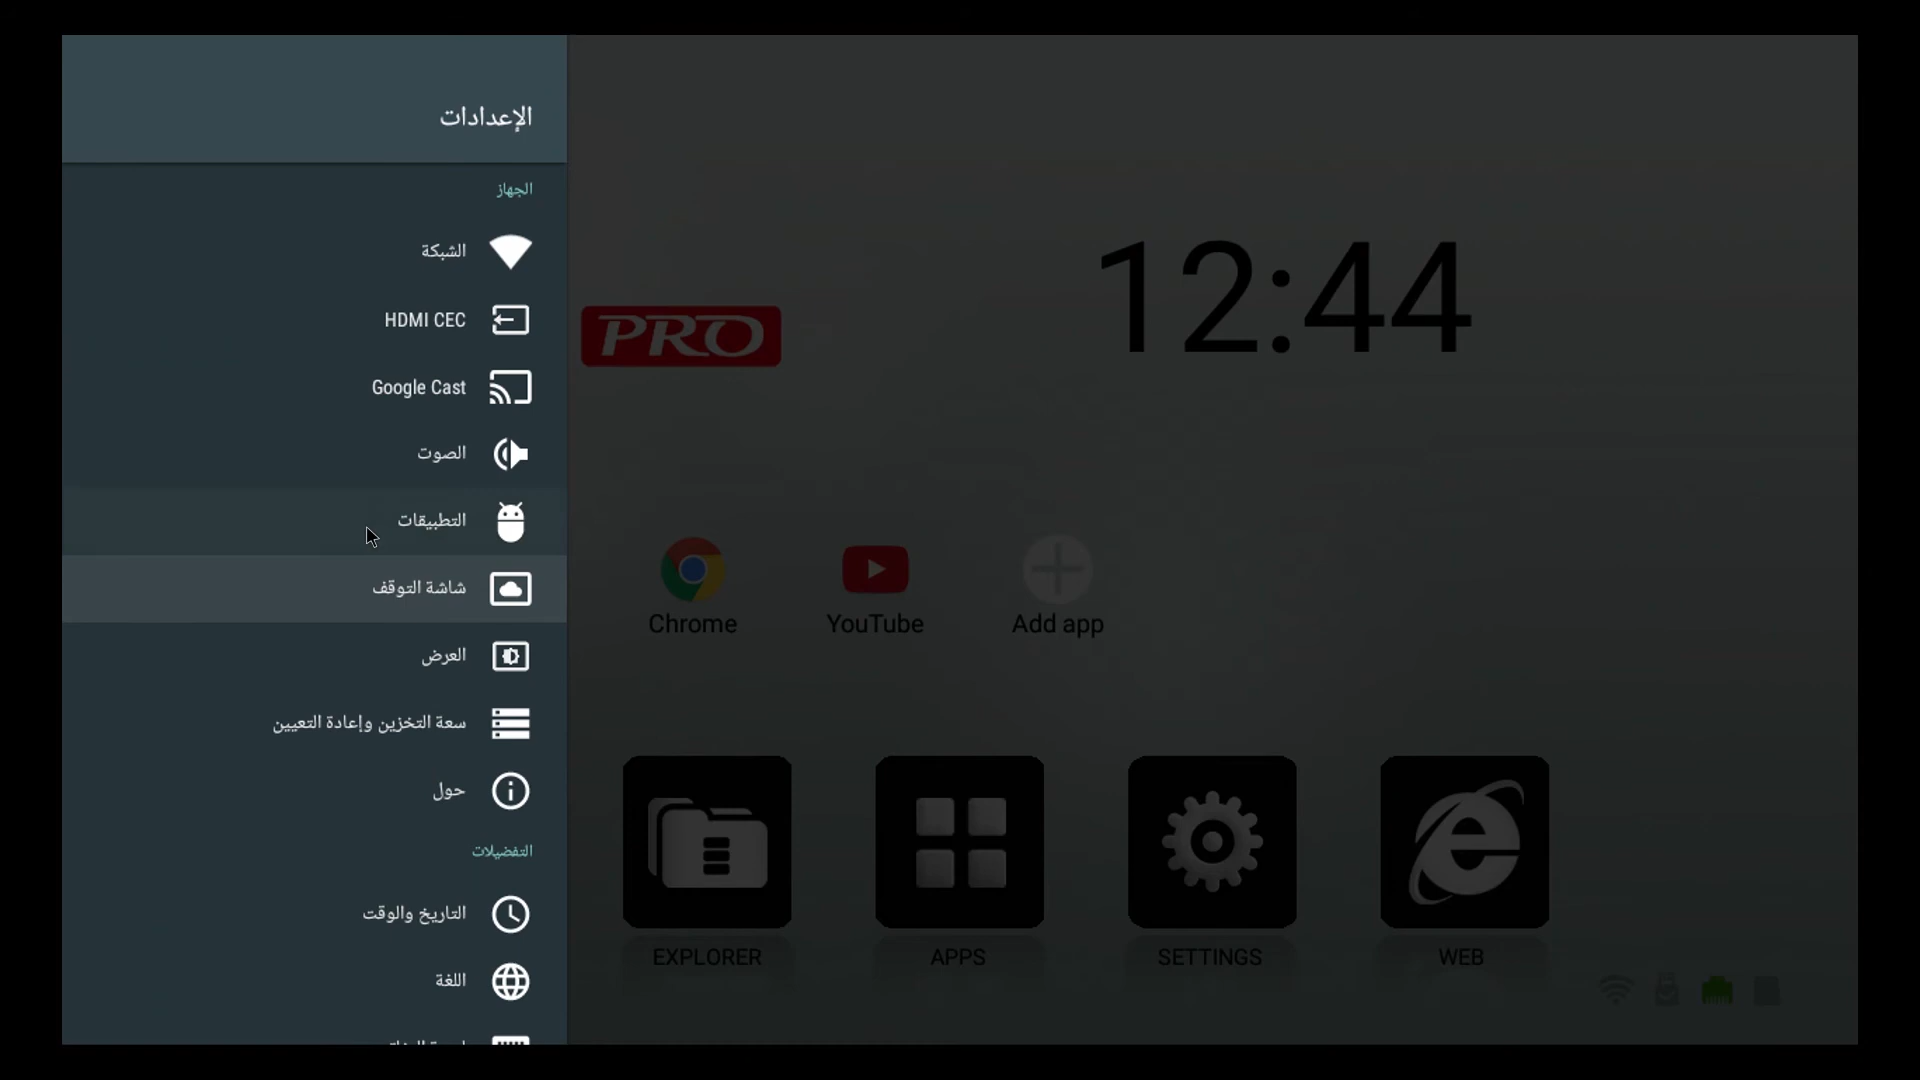 الإعدادات
الجهاز
الشبكة
HDMI CEC
Google Cast
الصوت
التطبيقات
شاشة التوقف
العرض
سعة التخزين وإعادة التعيين
حول
التفضيلات
التاريخ والوقت
اللغة
PRO
12:44
Chrome
YouTube
Add app
EXPLORER
APPS
SETTINGS
WEB